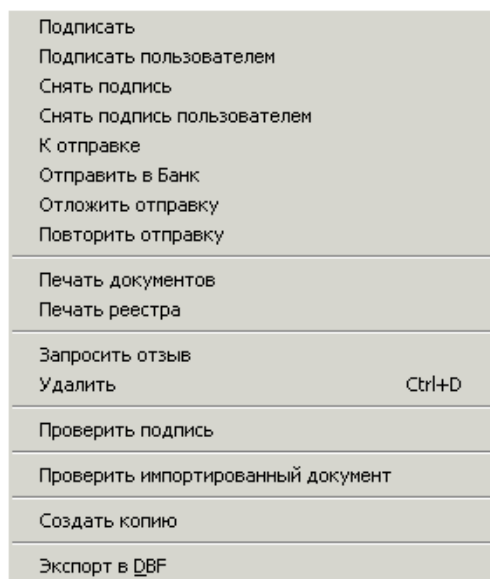 Подписать
Подписать пользователем
Снять подпись
Снять подпись пользователем
К отправке
Отправить в Банк
Отложить отправку
Повторить отправку
Печать документов
Печать реестра
Запросить отзыв
Удалить Ctrl+D
Проверить подпись
Проверить импортированный документ
Создать копию
Экспорт в DBF